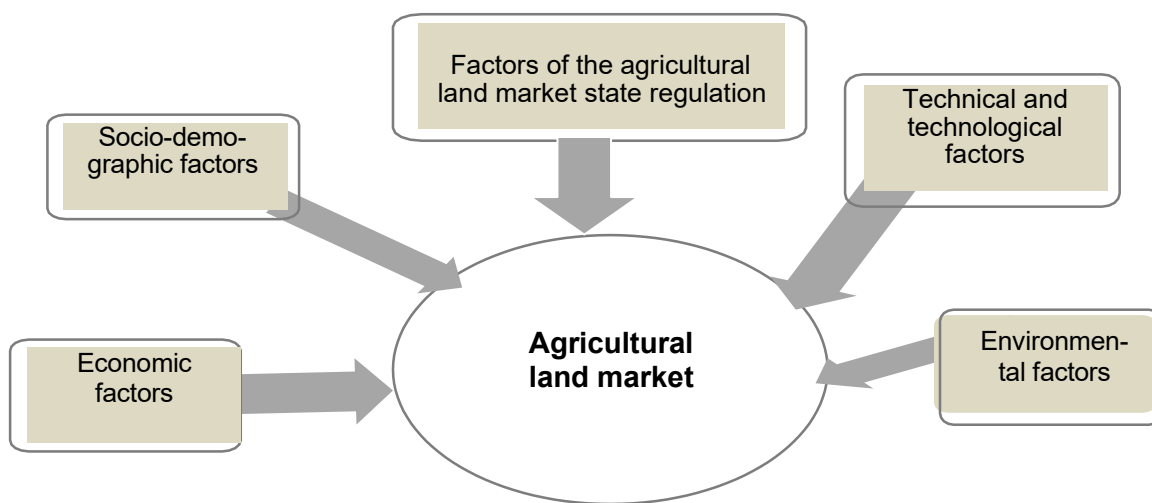 Factors of the agricultural
land market state regulation
Technical and
technological
factors
Socio-demo-
graphic factors
Agricultural
land market
Environmen-
tal factors
Economic
factors